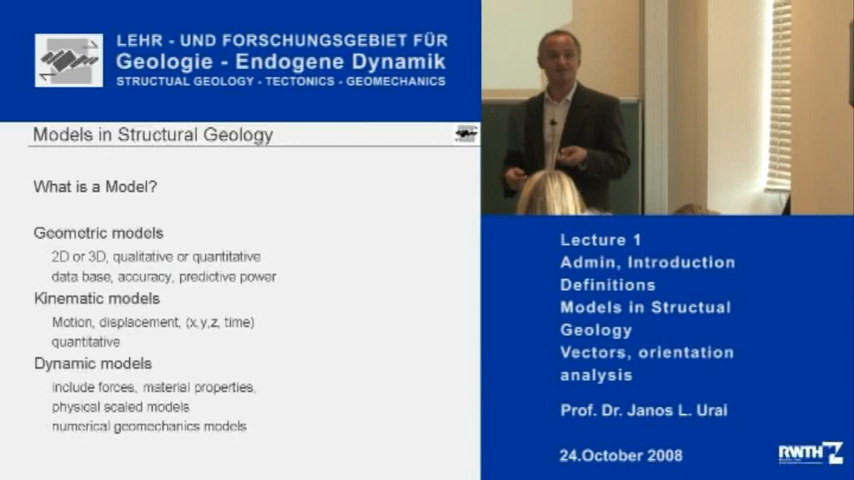 LEHR - UND FORSCHUNGSGEBIET FÜR
Geologie - Endogene Dynamik
STRUCTURAL GEOLOGY - TECTONICS - GEOMECHANICS
Models in Structural Geology
What is a Model?
Geometric models
2D or 3D, qualitative or quantitative
data base, accuracy, predictive power
Kinematic models
Motion, displacement, (x,y,z, time)
quantitative
Dynamic models
include forces, material properties,
physical scaled models
numerical geomechanics models
Lecture 1
Admin, Introduction
Definitions
Models in Structual
Geology
Vectors, orientation
analysis
Prof. Dr. Janos L. Urai
24.October 2008
RWTH